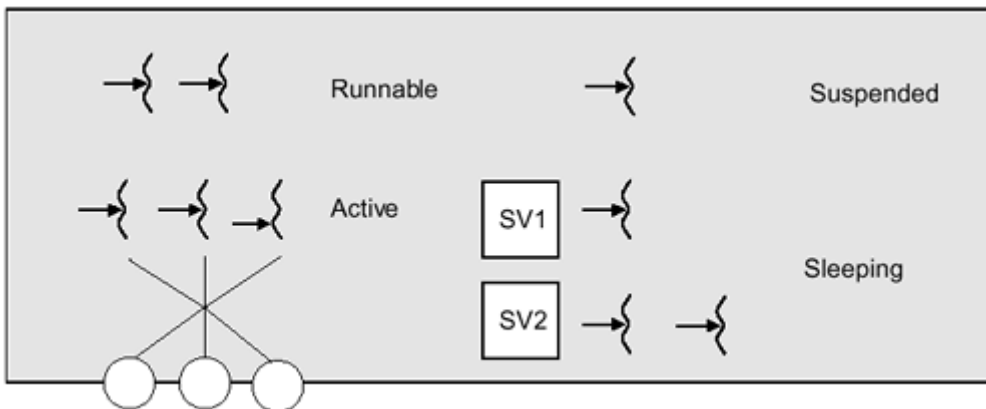 Runnable
Suspended
Active
SV1
Sleeping
SV2